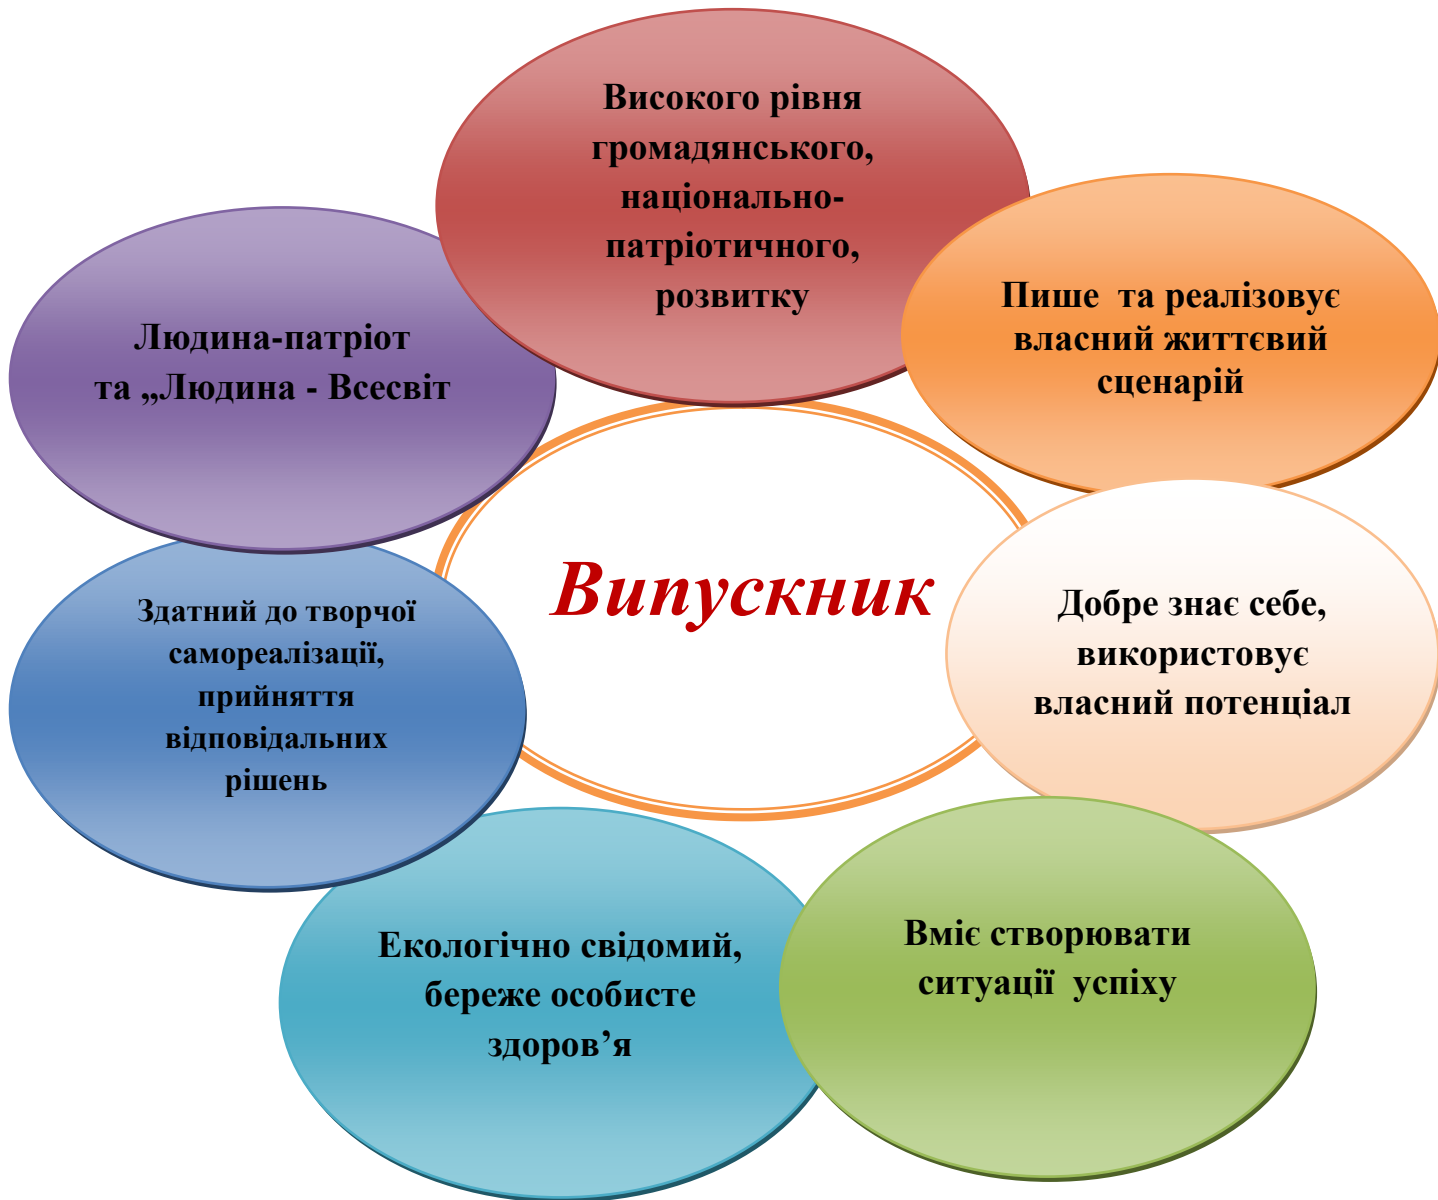 Високого рівня
громадянського,
національно-
патріотичного,
розвитку
Пише та реалізовує
власний життєвий
сценарій
Людина-патріот
та „Людина - Всесвіт
Випускник
Добре знає себе,
використовує
власний потенціал
Здатний до творчої
самореалізації,
прийняття
відповідальних
рішень
Вміє створювати
ситуації успіху
Екологічно свідомий,
береже особисте
здоров’я